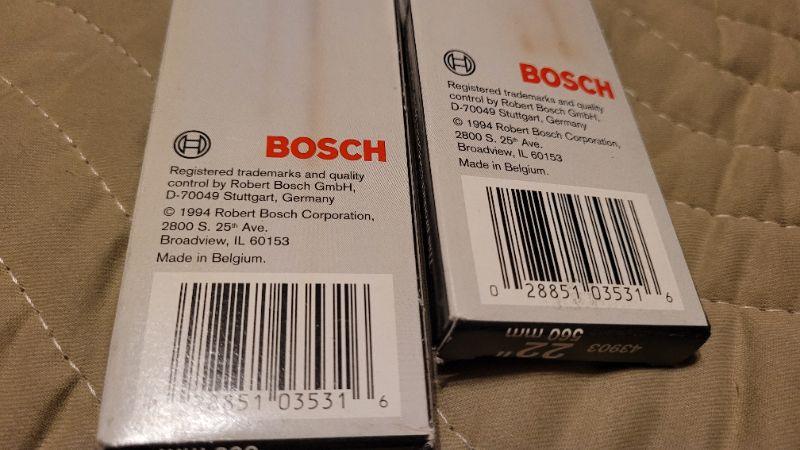 BOSCH
Registered trademarks and quality
control by Robert Bosch GmbH,
D-70049 Stuttgart, Germany
© 1994 Robert Bosch Corporation,
2800 S. 25th Ave.
Broadview, IL 60153
Made in Belgium.
28851 03531 6
BOSCH
Registered trademarks and quality
control by Robert Bosch GmbH,
D-70049 Stuttgart, Germany
© 1994 Robert Bosch Corporation,
2800 S. 25th Ave.
Broadview, IL 60153
Made in Belgium.
0 28851 03531 6
43903 22"
560 mm